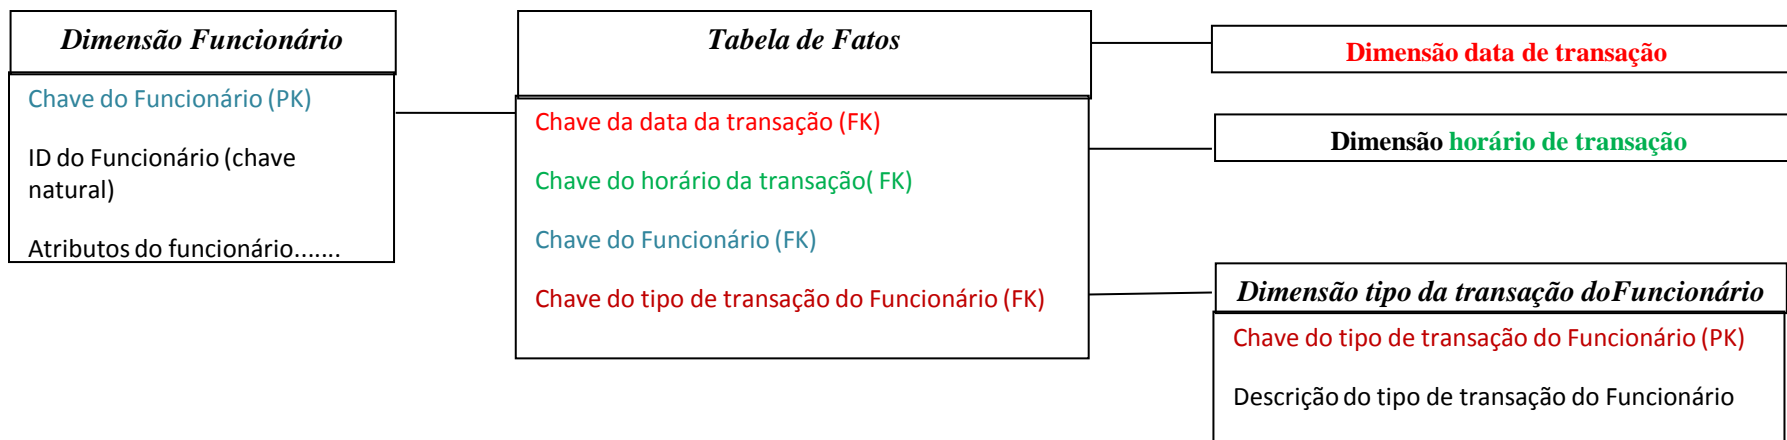 Dimensão Funcionário
Chave do Funcionário (PK)
ID do Funcionário (chave
natural)
Atributos do funcionário.......
Tabela de Fatos
Chave da data da transação (FK)
Chave do horário da transação( FK)
Chave do Funcionário (FK)
Chave do tipo de transação do Funcionário (FK)
Dimensão data de transação
Dimensão horário de transação
Dimensão tipo da transação doFuncionário
Chave do tipo de transação do Funcionário (PK)
Descrição do tipo de transação do Funcionário